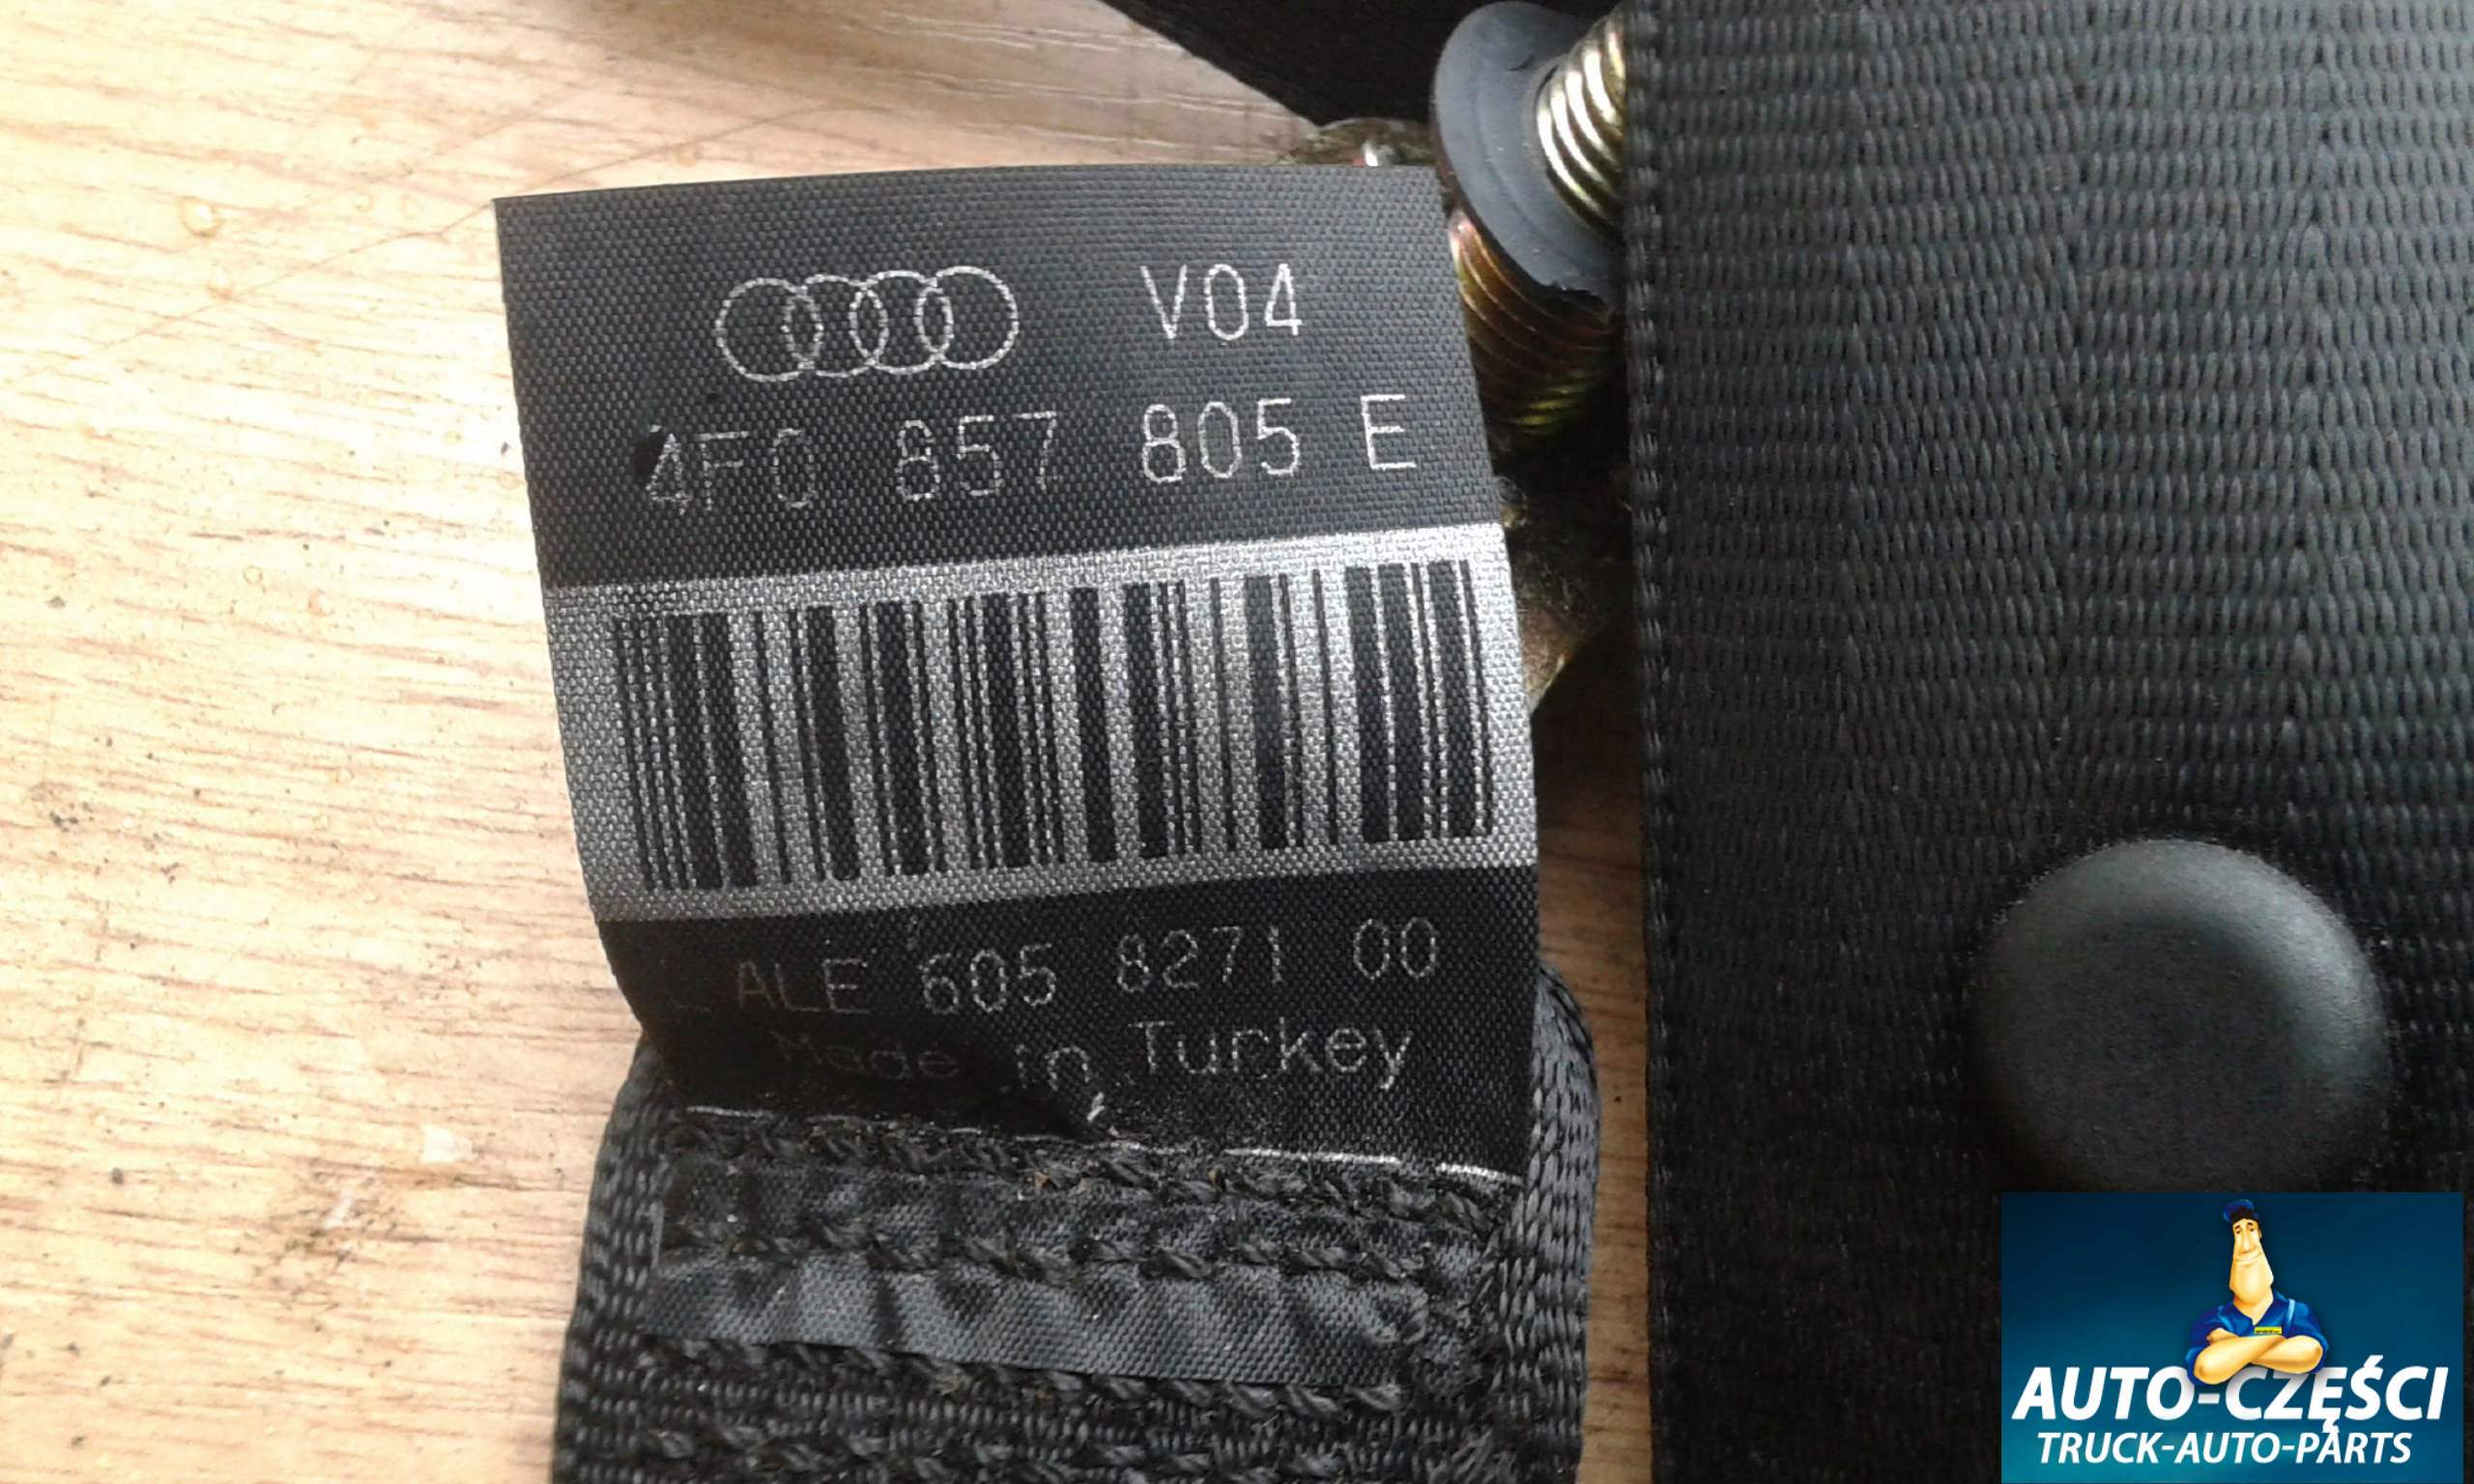 V04
4F0 857 805 E
ALE 605 8271 00
Made in Turkey
AUTO-CZĘŚCI
TRUCK-AUTO-PARTS